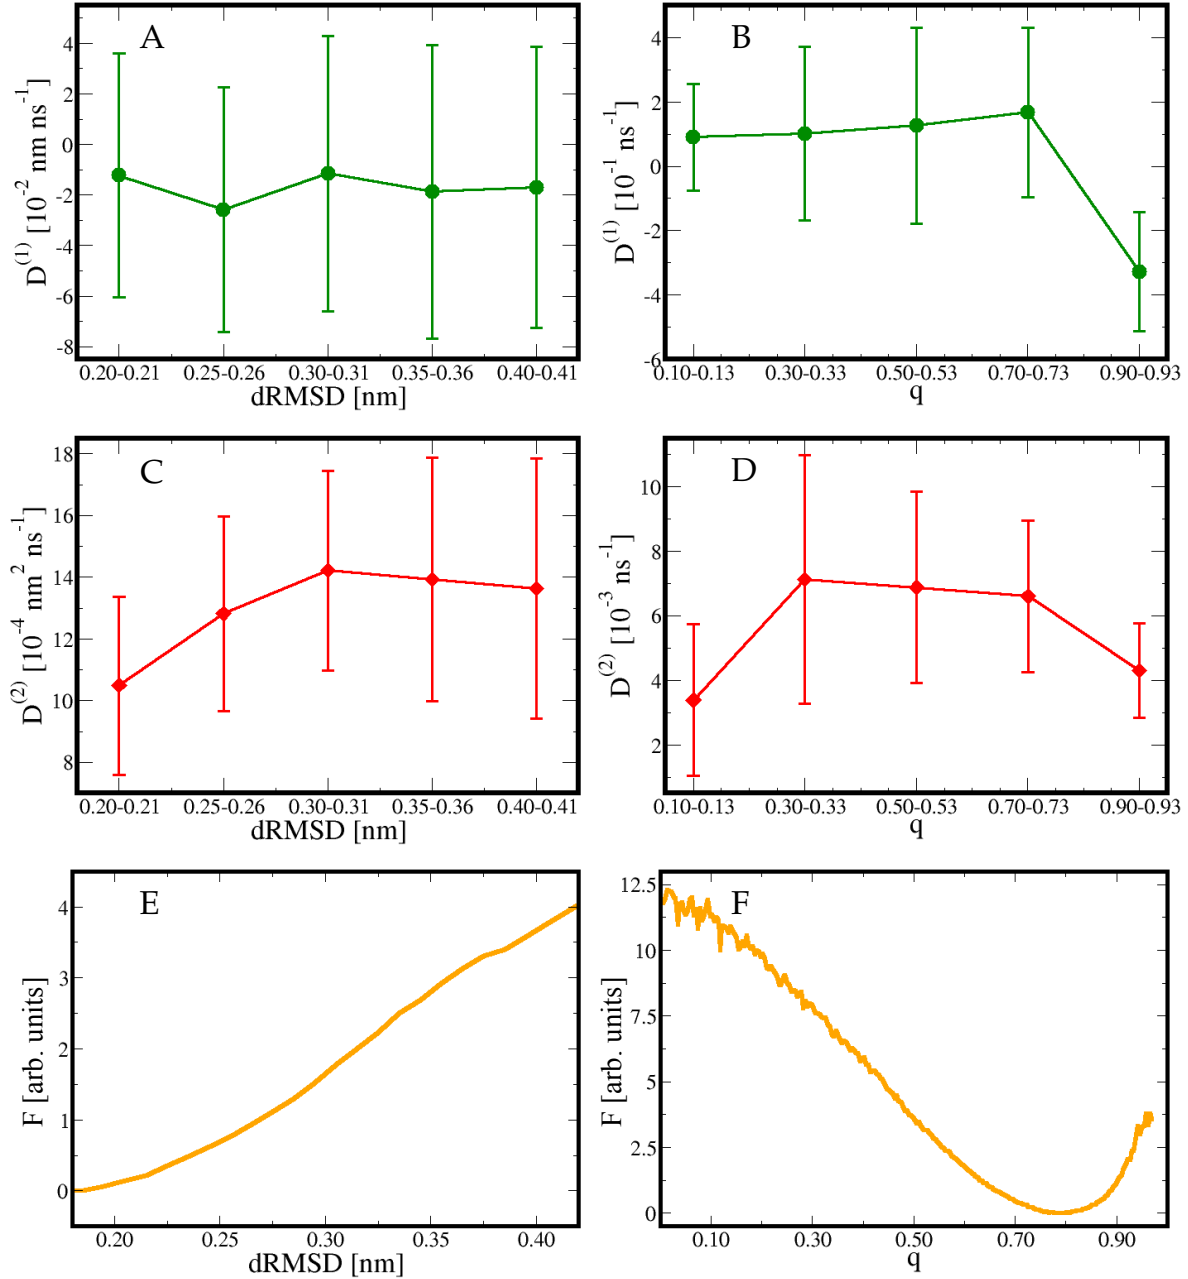 A
D(1) [10-2 nm ns-1]
4
2
0
-2
-4
-6
-8
0.20-0.21 0.25-0.26 0.30-0.31 0.35-0.36 0.40-0.41
dRMSD [nm]
B
D(1) [10-1 ns-1]
4
2
0
-2
-4
-6
0.10-0.13 0.30-0.33 0.50-0.53 0.70-0.73 0.90-0.93
q
C
D(2) [10-4 nm2 ns-1]
18
16
14
12
10
8
0.20-0.21 0.25-0.26 0.30-0.31 0.35-0.36 0.40-0.41
dRMSD [nm]
D
D(2) [10-3 ns-1]
10
8
6
4
2
0.10-0.13 0.30-0.33 0.50-0.53 0.70-0.73 0.90-0.93
q
E
F [arb. units]
4
3
2
1
0
0.20 0.25 0.30 0.35 0.40
dRMSD [nm]
F
F [arb. units]
12.5
10
7.5
5
2.5
0
0.10 0.30 0.50 0.70 0.90
q